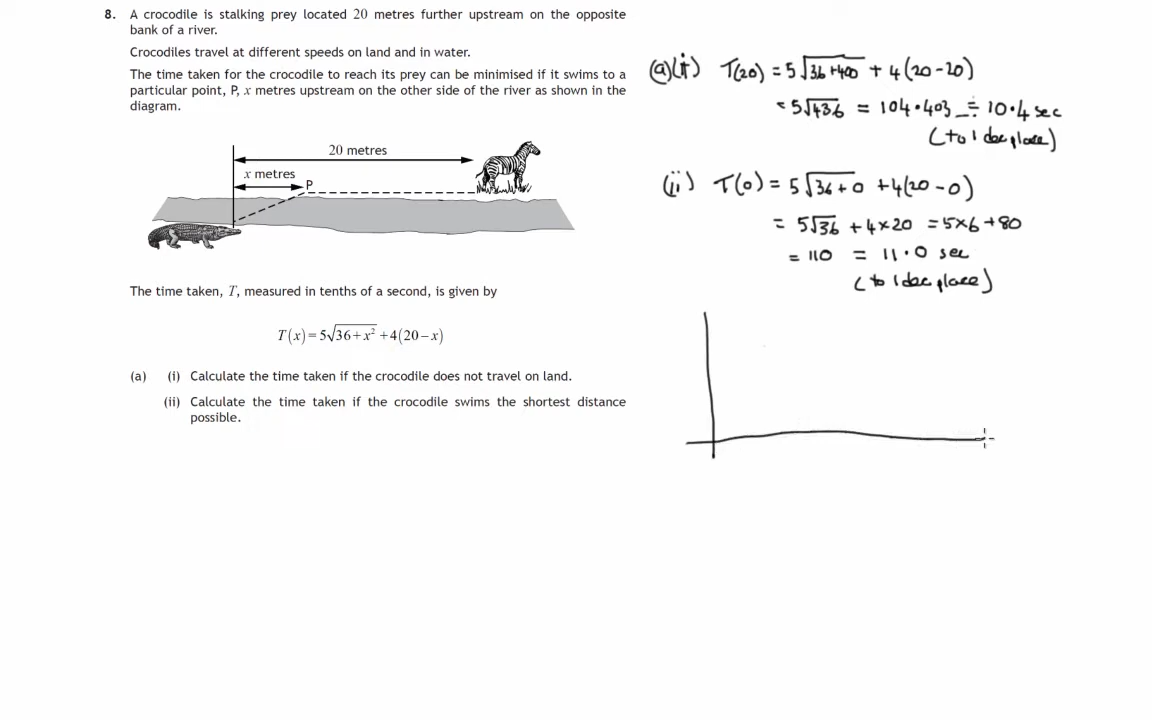 8. A crocodile is stalking prey located 20 metres further upstream on the opposite
bank of a river.
Crocodiles travel at different speeds on land and in water.
The time taken for the crocodile to reach its prey can be minimised if it swims to a
particular point, P, x metres upstream on the other side of the river as shown in the
diagram.
20 metres
x metres
P
The time taken, T, measured in tenths of a second, is given by
T(x)=5√36+x² +4(20−x)
(a) (i) Calculate the time taken if the crocodile does not travel on land.
(ii) Calculate the time taken if the crocodile swims the shortest distance
possible.
T(20) = 5√36+400 + 4(20-20)
= 5√436 = 104.403 ≑ 10.4 sec
(to 1 dec place)
(ii) T(0) = 5√36+0 +4(20-0)
= 5√36 + 4×20 = 5×6+80
= 110 = 11.0 sec
(to 1 dec place)